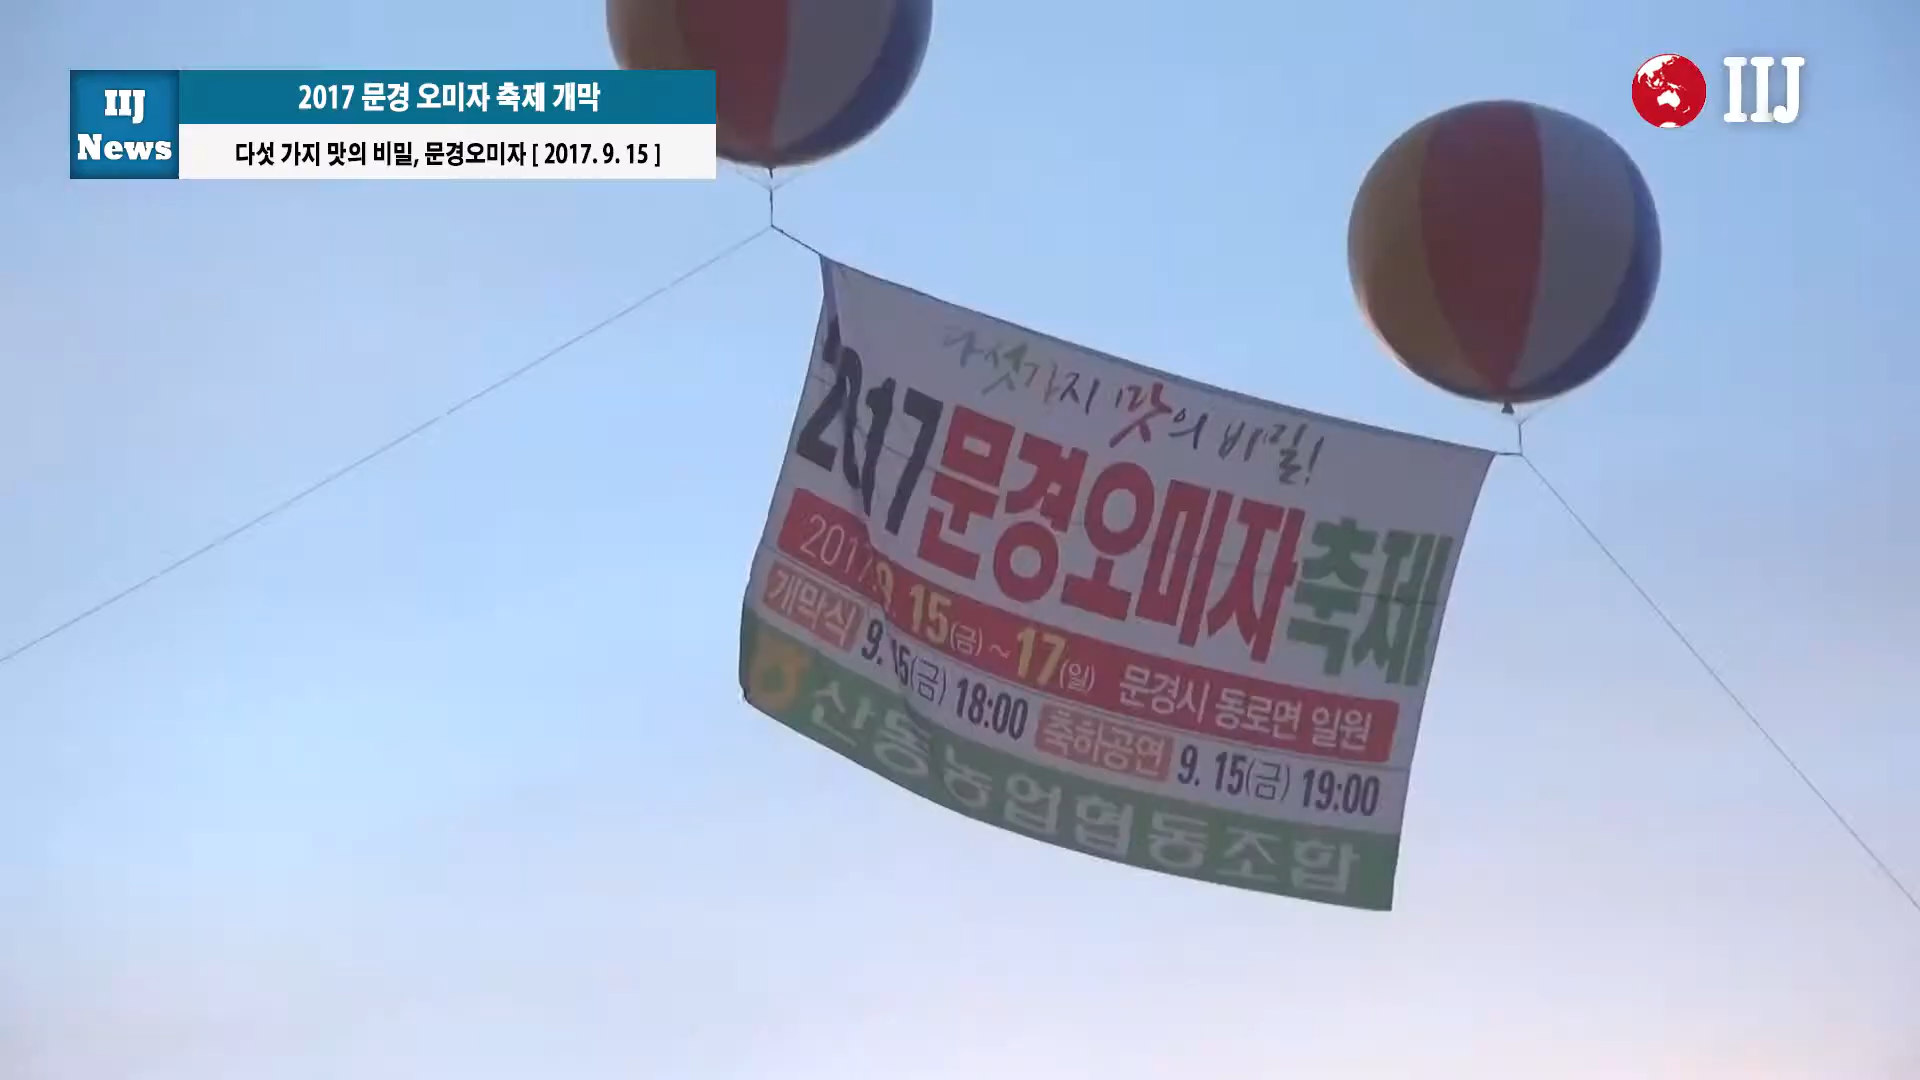 IIJ
News
2017 문경 오미자 축제 개막
다섯 가지 맛의 비밀, 문경오미자 [ 2017. 9. 15 ]
IIJ
다섯가지 맛의 비밀!
2017문경오미자축제
2017. 9. 15(금) ~ 17(일) 문경시 동로면 일원
개막식 9. 15(금) 18:00 축하공연 9. 15(금) 19:00
산동농업협동조합